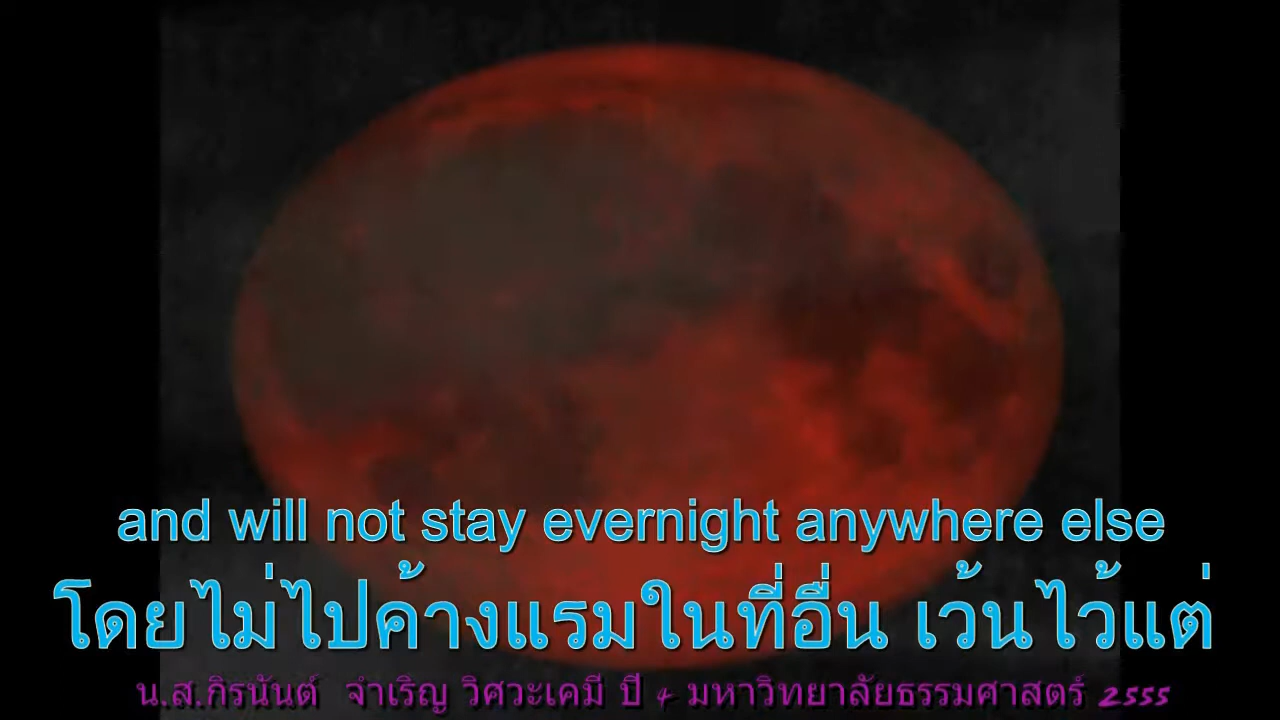 and will not stay evernight anywhere else
โดยไม่ไปค้างแรมในที่อื่น เว้นไว้แต่
น.ส.กิรนันต์ จำเริญ วิศวะเคมี ปี 4 มหาวิทยาลัยธรรมศาสตร์ 2555